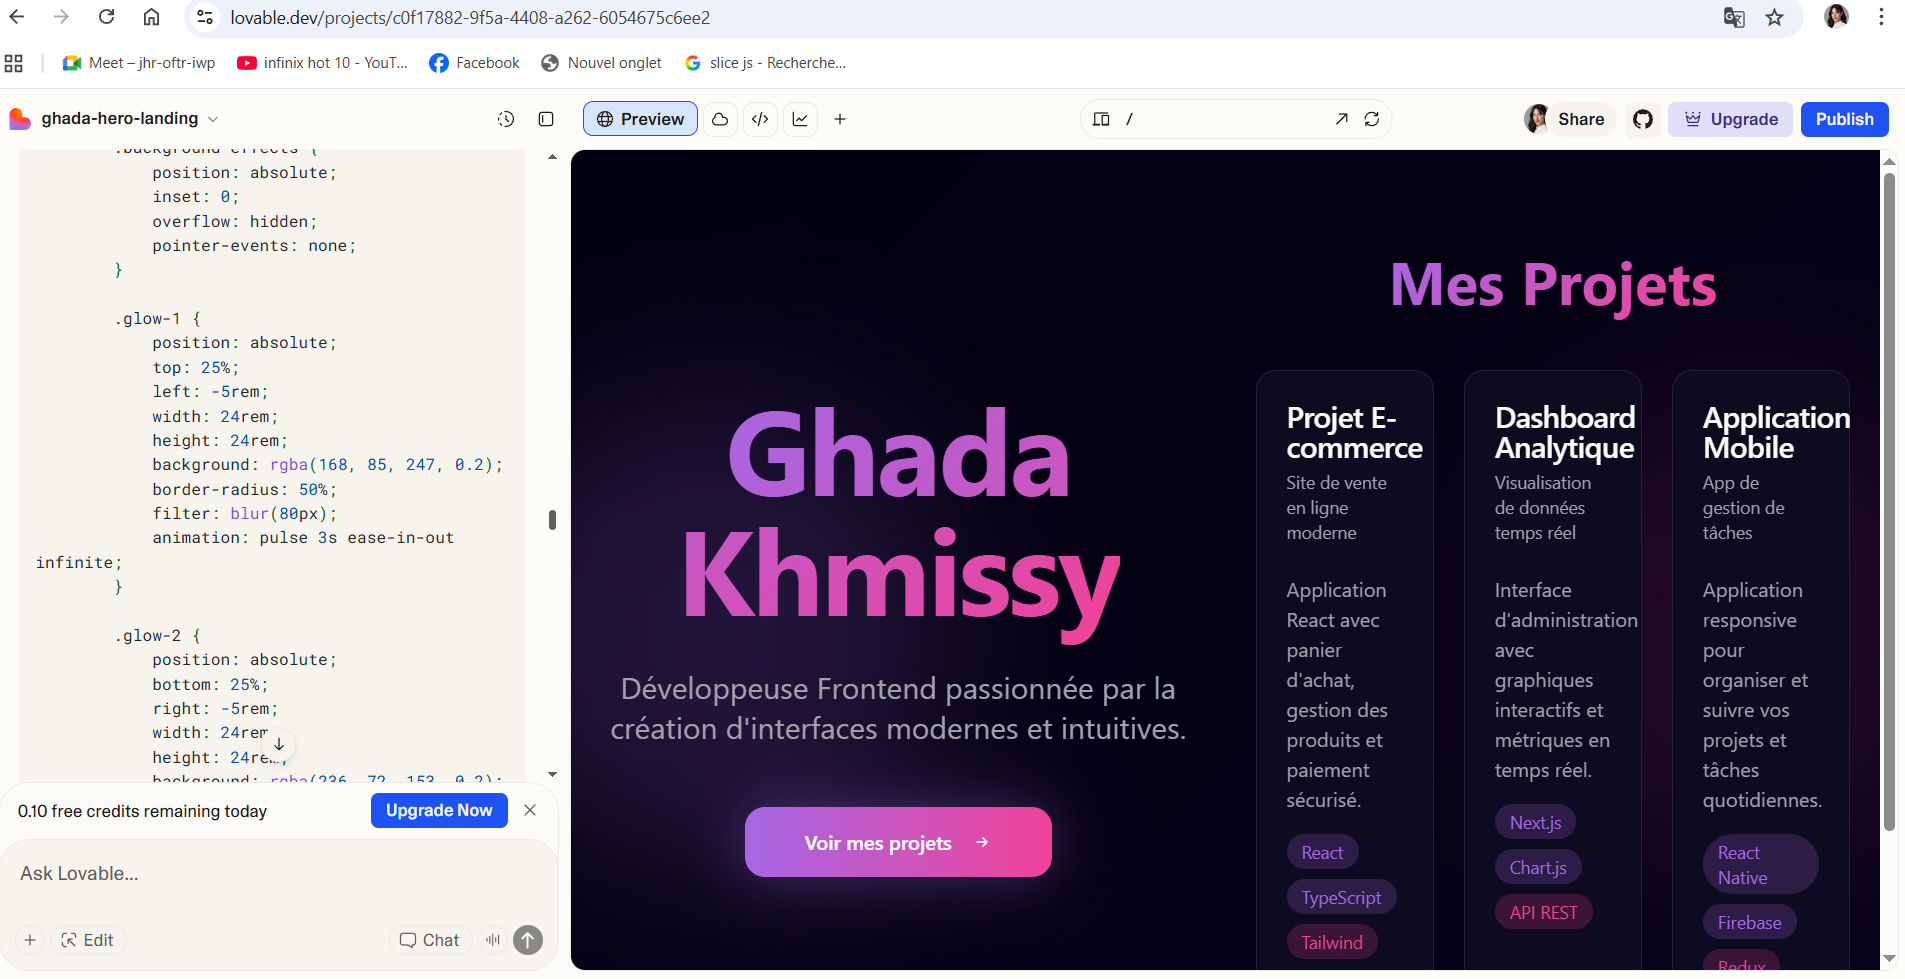 lovable.dev/projects/c0f17882-9f5a-4408-a262-6054675c6ee2
Meet – jhr-oftr-iwp
infinix hot 10 - YouT...
Facebook
Nouvel onglet
slice js - Recherche...
ghada-hero-landing
Preview
/
Share
Upgrade
Publish
.background-effects {
position: absolute;
inset: 0;
overflow: hidden;
pointer-events: none;
}
.glow-1 {
position: absolute;
top: 25%;
left: -5rem;
width: 24rem;
height: 24rem;
background: rgba(168, 85, 247, 0.2);
border-radius: 50%;
filter: blur(80px);
animation: pulse 3s ease-in-out
infinite;
}
.glow-2 {
position: absolute;
bottom: 25%;
right: -5rem;
width: 24rem
height: 24rem;
background: rgba(236, 72, 153, 0.2);
0.10 free credits remaining today
Upgrade Now
Ask Lovable...
Edit
Chat
Ghada
Khmissy
Développeuse Frontend passionnée par la
création d'interfaces modernes et intuitives.
Voir mes projets →
Mes Projets
Projet E-
commerce
Site de vente
en ligne
moderne
Application
React avec
panier
d'achat,
gestion des
produits et
paiement
sécurisé.
React
TypeScript
Tailwind
Dashboard
Analytique
Visualisation
de données
temps réel
Interface
d'administration
avec
graphiques
interactifs et
métriques en
temps réel.
Next.js
Chart.js
API REST
Application
Mobile
App de
gestion de
tâches
Application
responsive
pour
organiser et
suivre vos
projets et
tâches
quotidiennes.
React
Native
Firebase
Redux